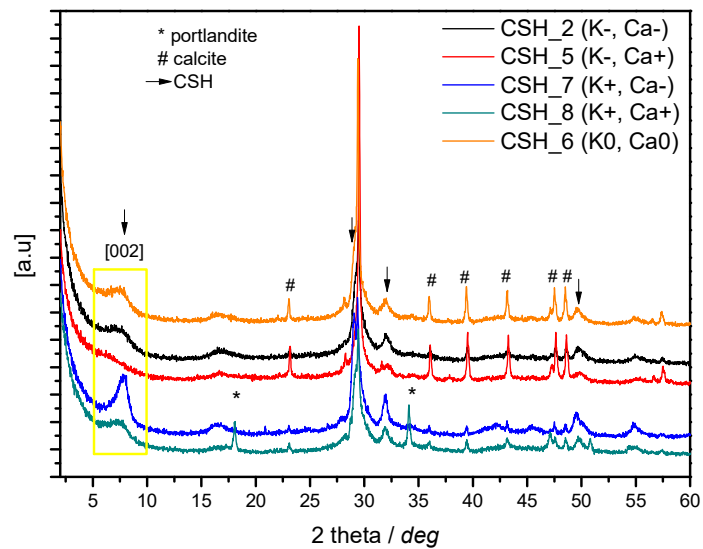 * portlandite
# calcite
→CSH
CSH_2 (K-, Ca-)
CSH_5 (K-, Ca+)
CSH_7 (K+, Ca-)
CSH_8 (K+, Ca+)
CSH_6 (K0, Ca0)
[a.u]
[002]
# # # # # #
#
* *
5 10 15 20 25 30 35 40 45 50 55 60
2 theta / deg